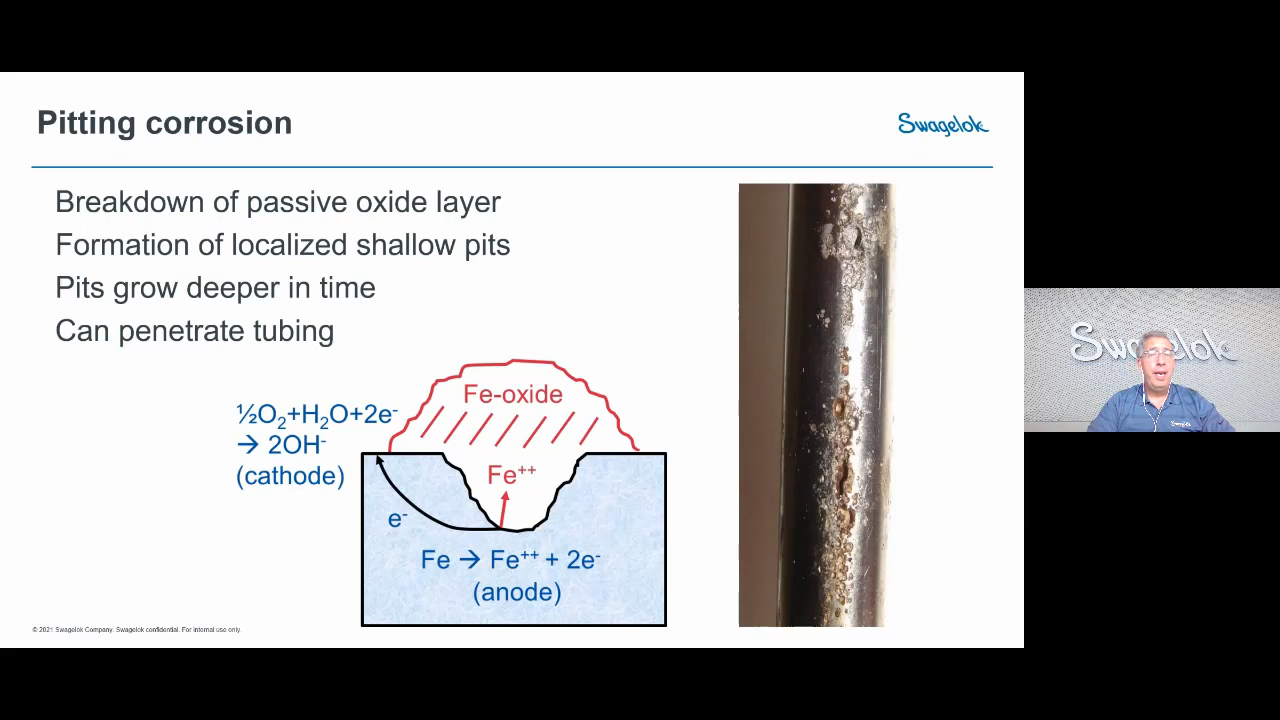 Pitting corrosion
Swagelok
Breakdown of passive oxide layer
Formation of localized shallow pits
Pits grow deeper in time
Can penetrate tubing
½O₂+H₂O+2e⁻
→ 2OH⁻
(cathode)
Fe-oxide
Fe⁺⁺
e⁻
Fe → Fe⁺⁺ + 2e⁻
(anode)
© 2021 Swagelok Company. Swagelok confidential. For internal use only.
Swagelok
Swagelok